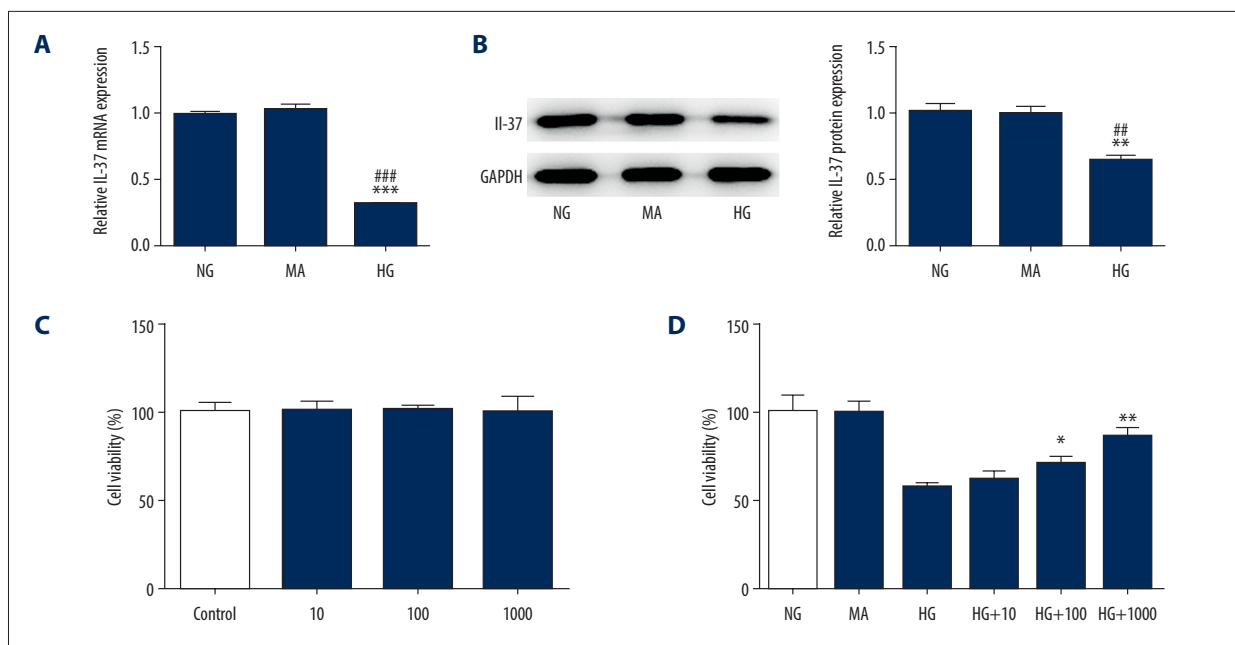 A
Relative IL-37 mRNA expression
1.5
1.0
0.5
0.0
###
***
NG MA HG
B
Il-37
GAPDH
NG MA HG
Relative IL-37 protein expression
1.5
1.0
0.5
0.0
##
**
NG MA HG
C
Cell viability (%)
150
100
50
0
Control 10 100 1000
D
Cell viability (%)
150
100
50
0
*
**
NG MA HG HG+10 HG+100 HG+1000